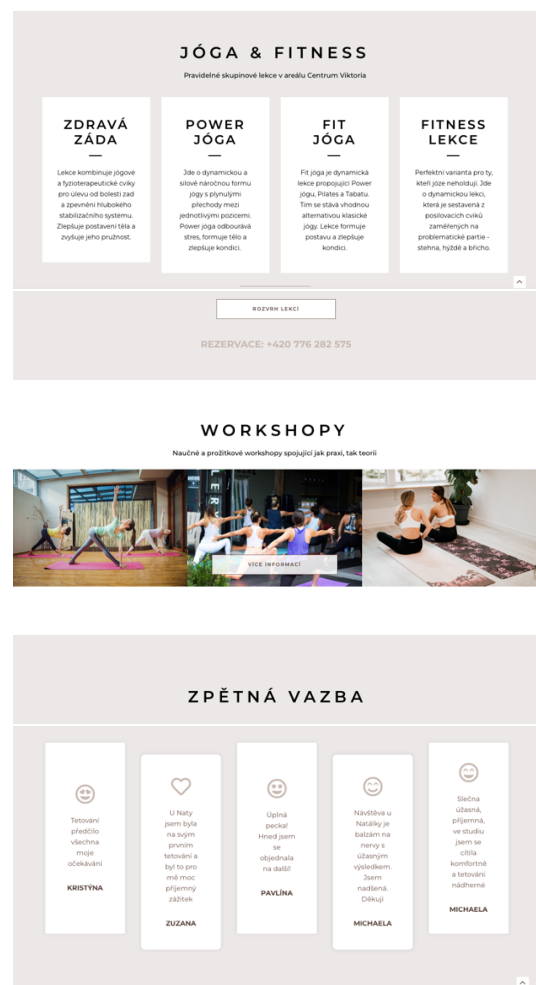 JÓGA & FITNESS
Pravidelné skupinové lekce v areálu Centrum Viktoria
ZDRAVÁ
ZÁDA
Lekce kombinuje jógové
a fyzioterapeutické cviky
pro úlevu od bolesti zad
a zpevnění hlubokého
stabilizačního systému.
Zlepšuje postavení těla a
zvyšuje jeho pružnost.
POWER
JÓGA
Jde o dynamickou a
silově náročnou formu
jógy s plynulými
přechody mezi
jednotlivými pozicemi.
Power jóga odbourává
stres, formuje tělo a
zlepšuje kondici.
FIT
JÓGA
Fit jóga je dynamická
lekce propojující Power
jógu, Pilates a Tabatu.
Tím se stává vhodnou
alternativou klasické
jógy. Lekce formuje
postavu a zlepšuje
kondici.
FITNESS
LEKCE
Perfektní varianta pro ty,
kteří józe neholdují. Jde
o dynamickou lekci,
která je sestavená z
posilovacích cviků
zaměřených na
problematické partie -
stehna, hýždě a břicho.
ROZVRH LEKCÍ
REZERVACE: +420 776 282 575
WORKSHOPY
Naučné a prožitkové workshopy spojující jak praxi, tak teorii
LERY
VÍCE INFORMACÍ
ZPĚTNÁ VAZBA
Tetování
předčilo
všechna
moje
očekávání
KRISTÝNA
U Naty
jsem byla
na svým
prvním
tetování a
byl to pro
mě moc
příjemný
zážitek
ZUZANA
Úplná
pecka!
Hned jsem
se
objednala
na další!
PAVLÍNA
Návštěva u
Natálky je
balzám na
nervy s
úžasným
výsledkem.
Jsem
nadšená.
Děkuji
MICHAELA
Slečna
úžasná,
příjemná,
ve studiu
jsem se
cítila
komfortně
a tetování
nádherné
MICHAELA